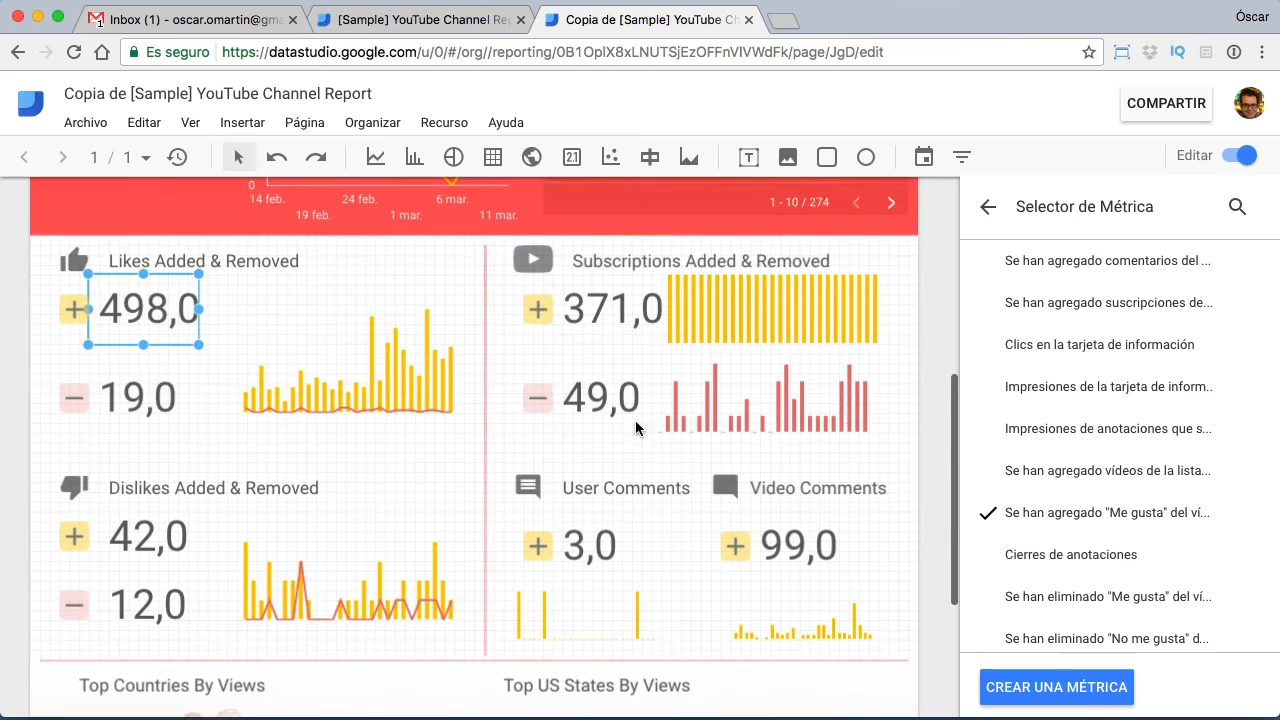 Inbox (1) - oscar.omartin@gm
[Sample] YouTube Channel Rep
Copia de [Sample] YouTube Ch
Óscar
Es seguro
https://datastudio.google.com/u/0/#/org//reporting/0B1OplX8xLNUTSjEzOFFnVlVWdFk/page/JgD/edit
Copia de [Sample] YouTube Channel Report
COMPARTIR
Archivo Editar Ver Insertar Página Organizar Recurso Ayuda
1 / 1
Editar
0
14 feb. 24 feb. 6 mar.
19 feb. 1 mar. 11 mar.
1 - 10 / 274
Likes Added & Removed
498,0
19,0
Subscriptions Added & Removed
371,0
49,0
Dislikes Added & Removed
42,0
12,0
User Comments
3,0
Video Comments
99,0
Top Countries By Views
Top US States By Views
Selector de Métrica
Se han agregado comentarios del ...
Se han agregado suscripciones de...
Clics en la tarjeta de información
Impresiones de la tarjeta de inform..
Impresiones de anotaciones que s...
Se han agregado vídeos de la lista...
Se han agregado "Me gusta" del ví...
Cierres de anotaciones
Se han eliminado "Me gusta" del ví...
Se han eliminado "No me gusta" d...
CREAR UNA MÉTRICA